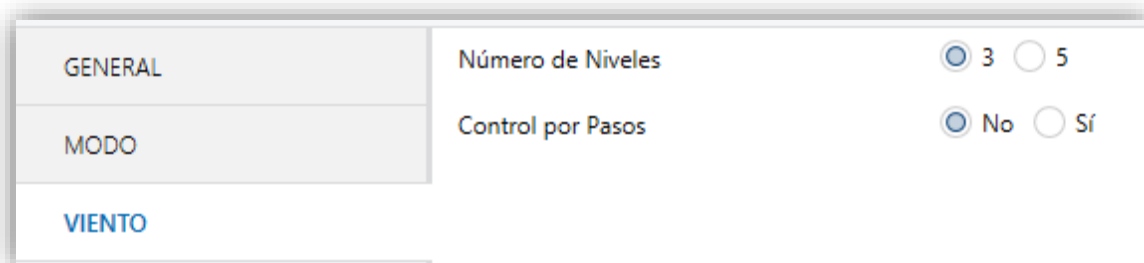 GENERAL
MODO
VIENTO
Número de Niveles 3 5
Control por Pasos No Sí